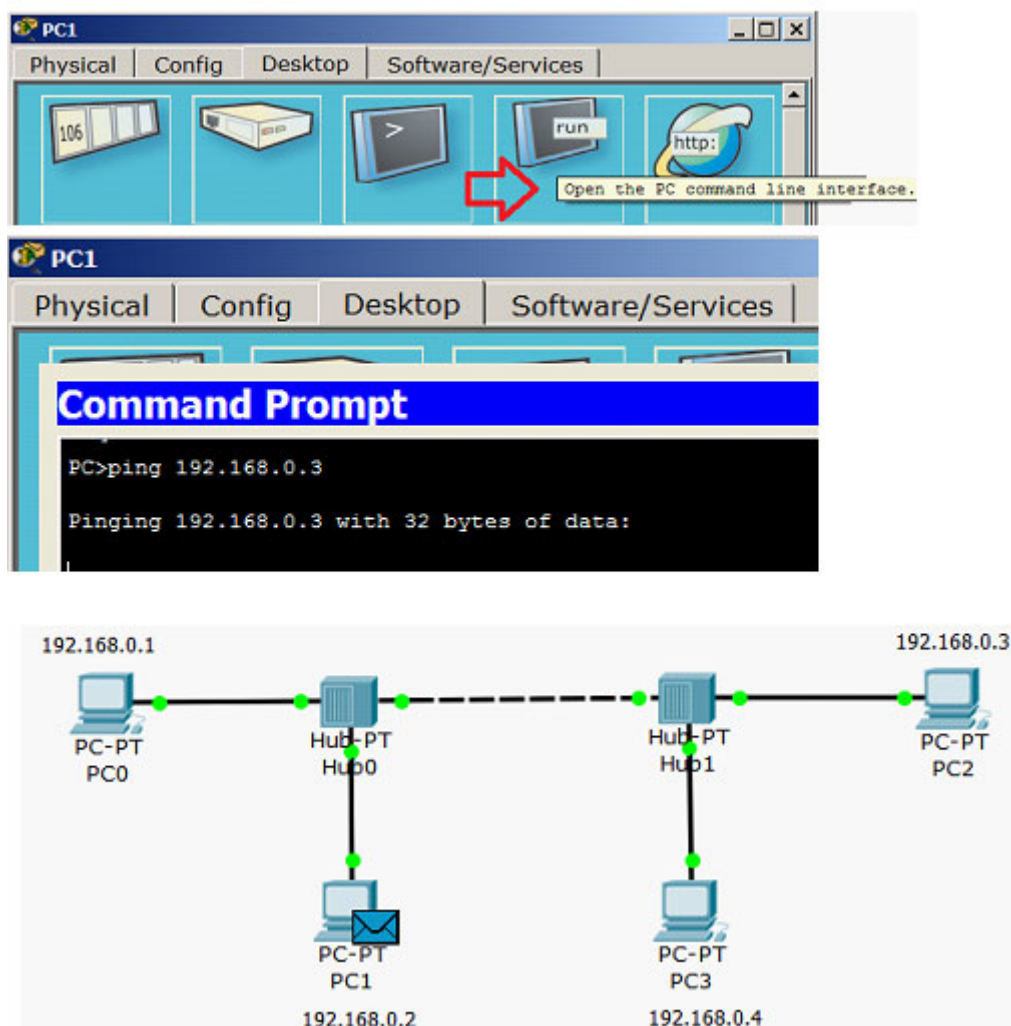 PC1
Physical Config Desktop Software/Services
106 > run http:
Open the PC command line interface.
PC1
Physical Config Desktop Software/Services
Command Prompt
PC>ping 192.168.0.3
Pinging 192.168.0.3 with 32 bytes of data:
192.168.0.1 192.168.0.3
PC-PT Hub-PT Hub-PT PC-PT
PC0 Hub0 Hub1 PC2
PC-PT PC-PT
PC1 PC3
192.168.0.2 192.168.0.4